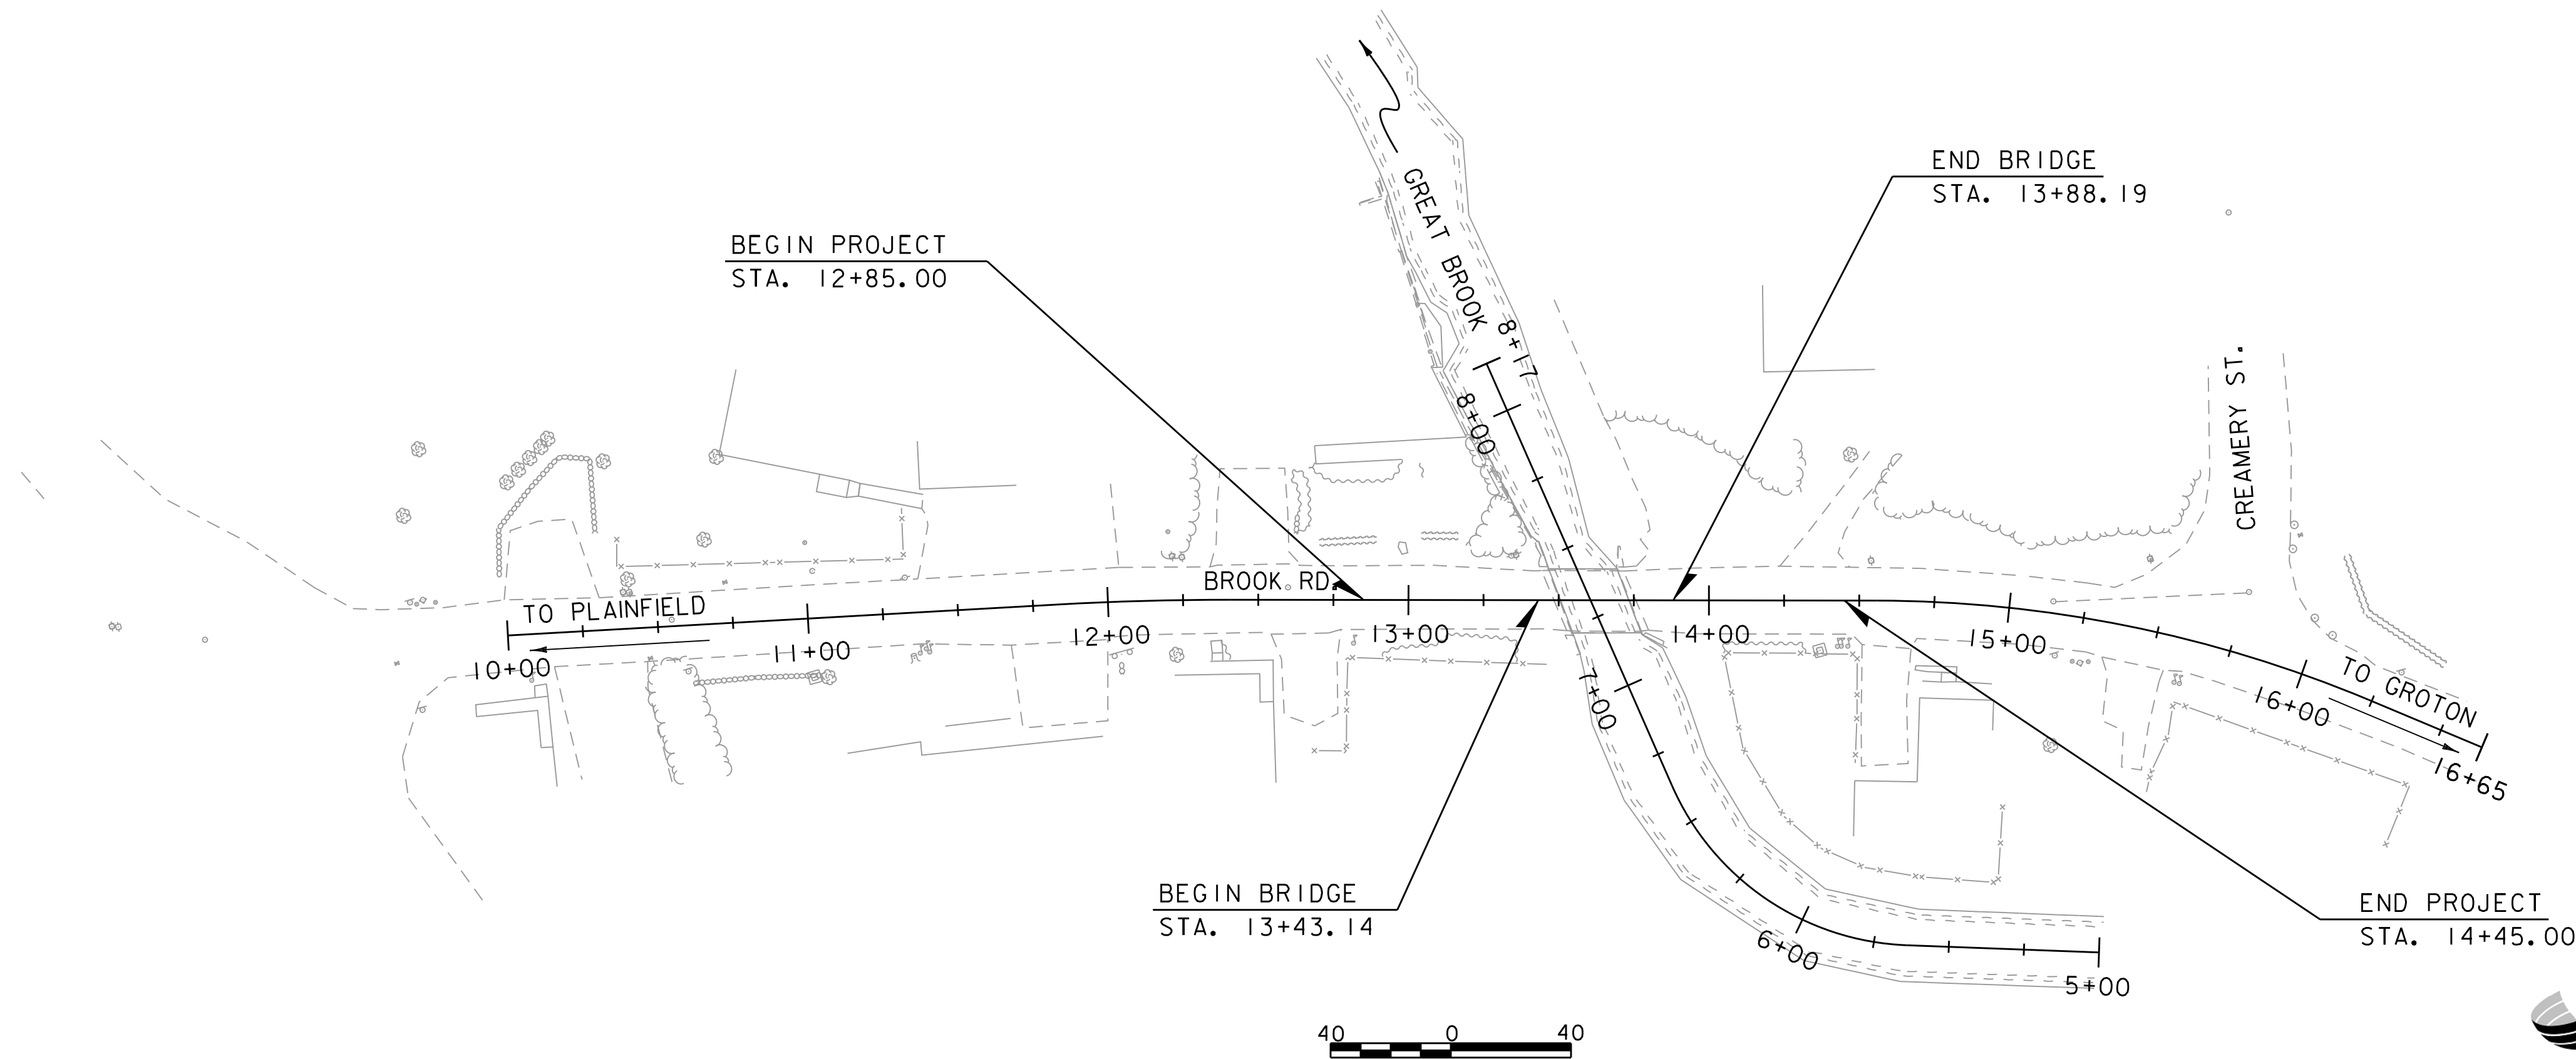 END BRIDGE
STA. 13+88.19
BEGIN PROJECT
STA. 12+85.00
GREAT BROOK
8+17
8+00
CREAMERY ST.
BROOK RD.
TO PLAINFIELD
10+00
11+00
12+00
13+00
14+00
15+00
16+00
TO GROTON
16+65
7+00
BEGIN BRIDGE
STA. 13+43.14
END PROJECT
STA. 14+45.00
6+00
5+00
40 0 40